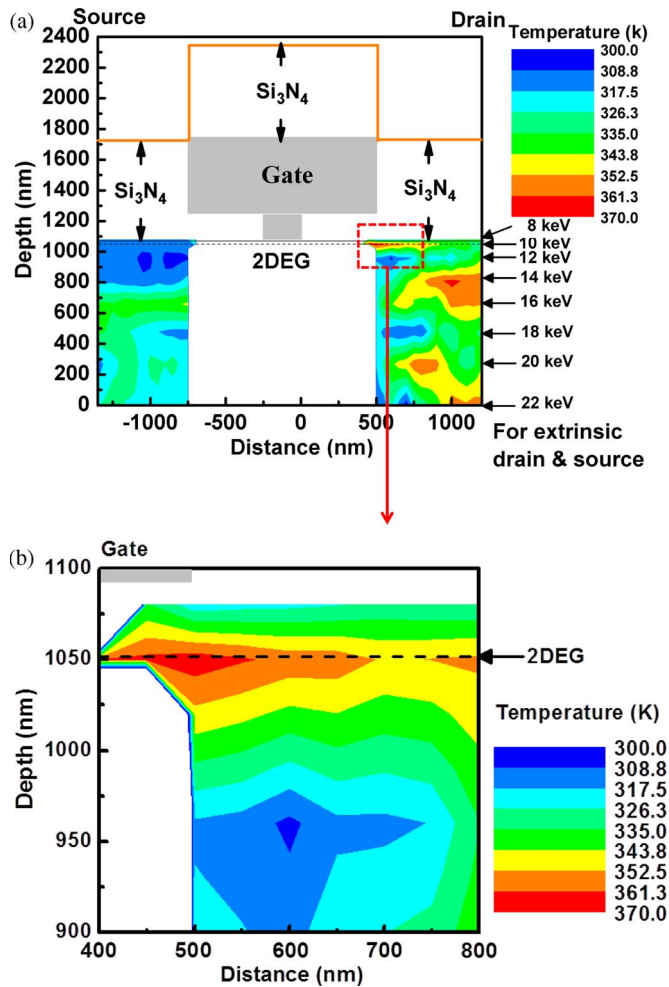 (a)
Source
Drain
Temperature (k)
2400
2200
2000
1800
1600
1400
1200
1000
800
600
400
200
0
Depth (nm)
Si3N4
Si3N4
Gate
Si3N4
2DEG
300.0
308.8
317.5
326.3
335.0
343.8
352.5
361.3
370.0
8 keV
10 keV
12 keV
14 keV
16 keV
18 keV
20 keV
22 keV
-1000 -500 0 500 1000
Distance (nm)
For extrinsic
drain & source
(b)
Gate
1100
1050
1000
950
900
Depth (nm)
2DEG
Temperature (K)
300.0
308.8
317.5
326.3
335.0
343.8
352.5
361.3
370.0
400 500 600 700 800
Distance (nm)